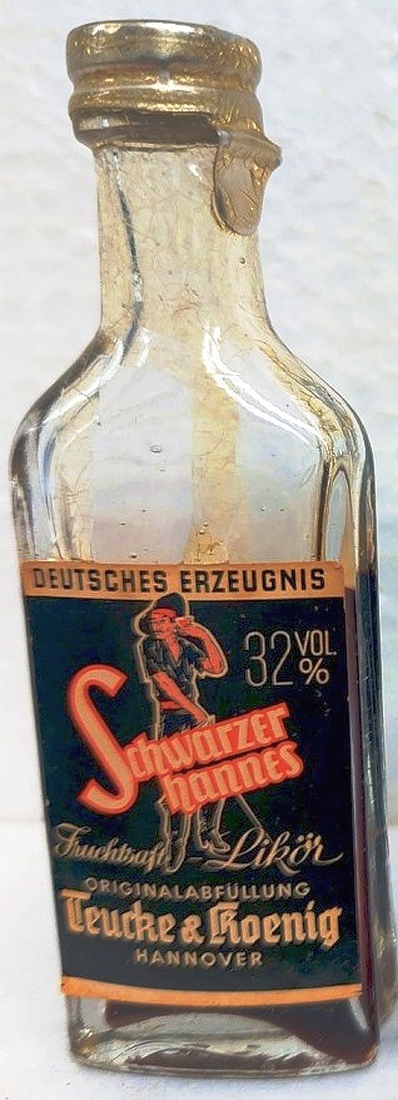 DEUTSCHES ERZEUGNIS
32 VOL. %
Schwarzer
hannes
Fruchtsaft-Likör
ORIGINALABFÜLLUNG
Teucke & Koenig
HANNOVER